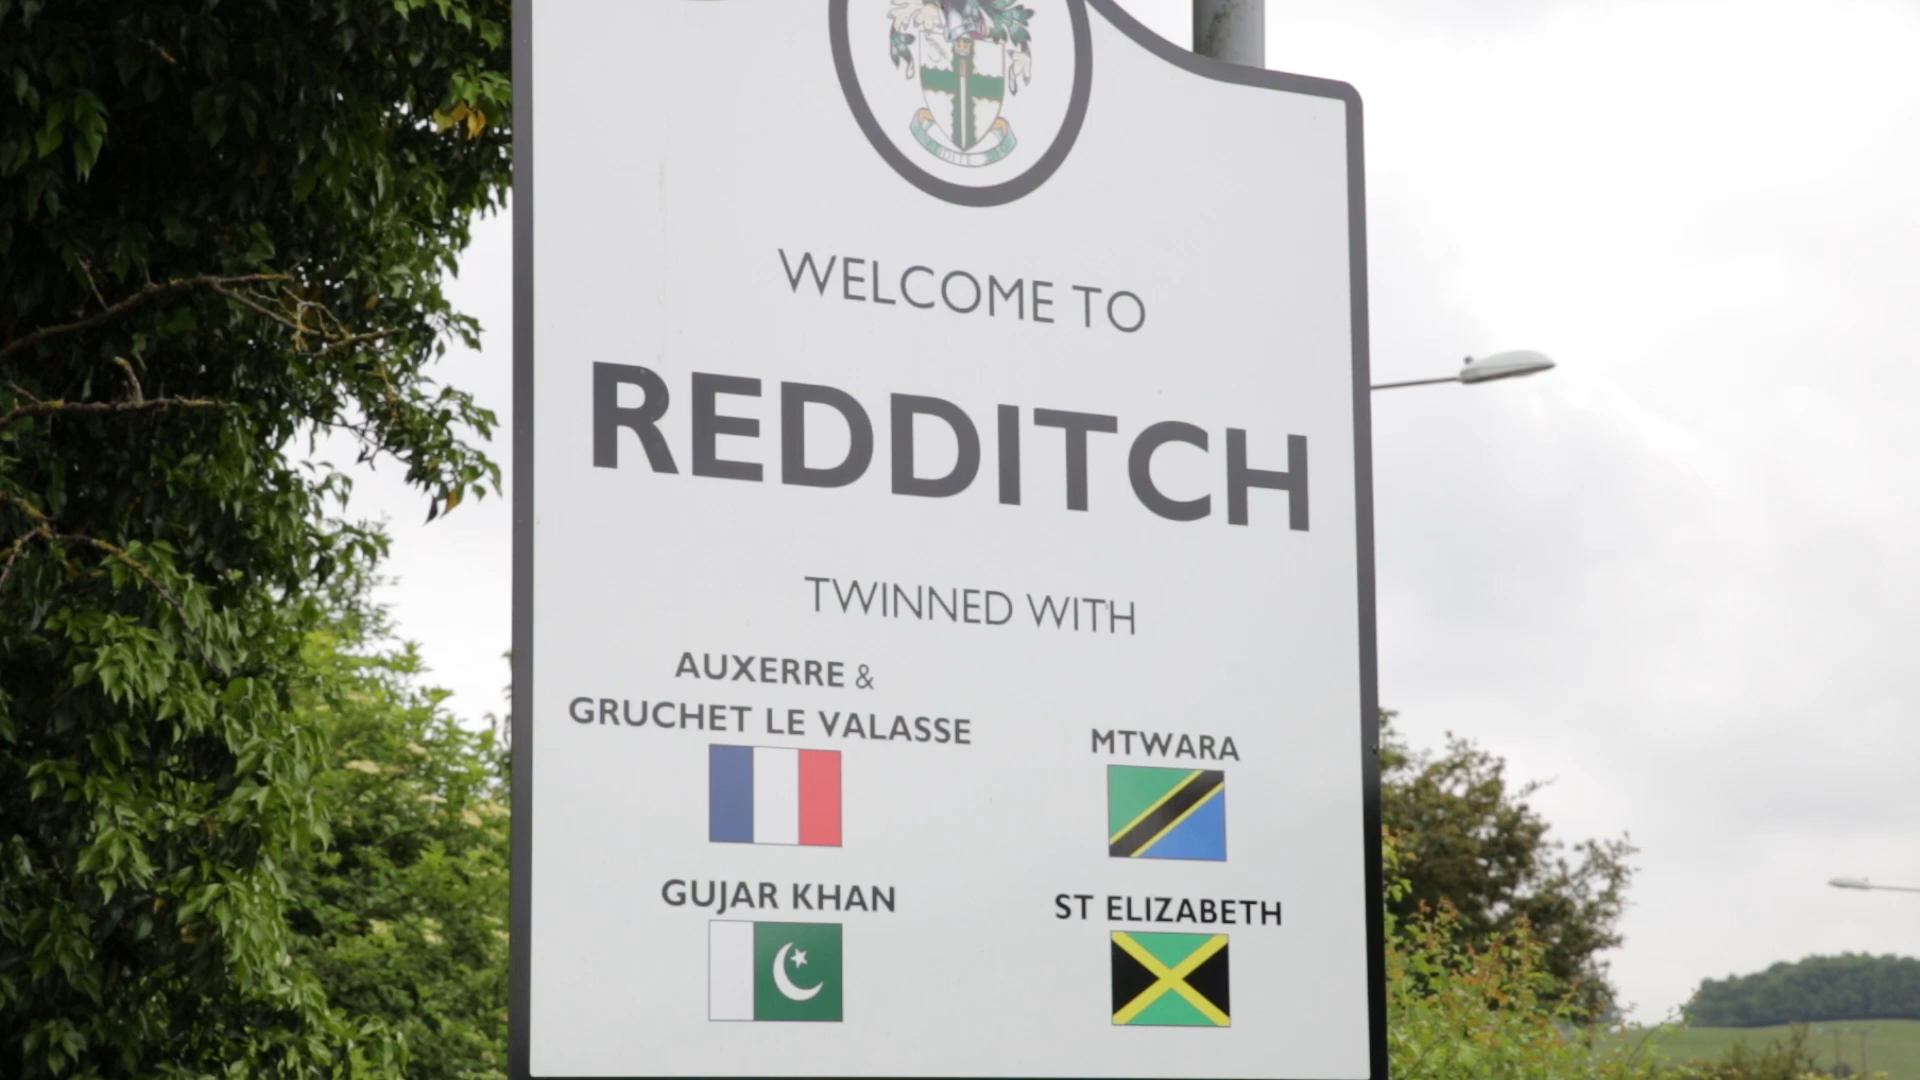 WELCOME TO
REDDITCH
TWINNED WITH
AUXERRE &
GRUCHET LE VALASSE
MTWARA
GUJAR KHAN
ST ELIZABETH